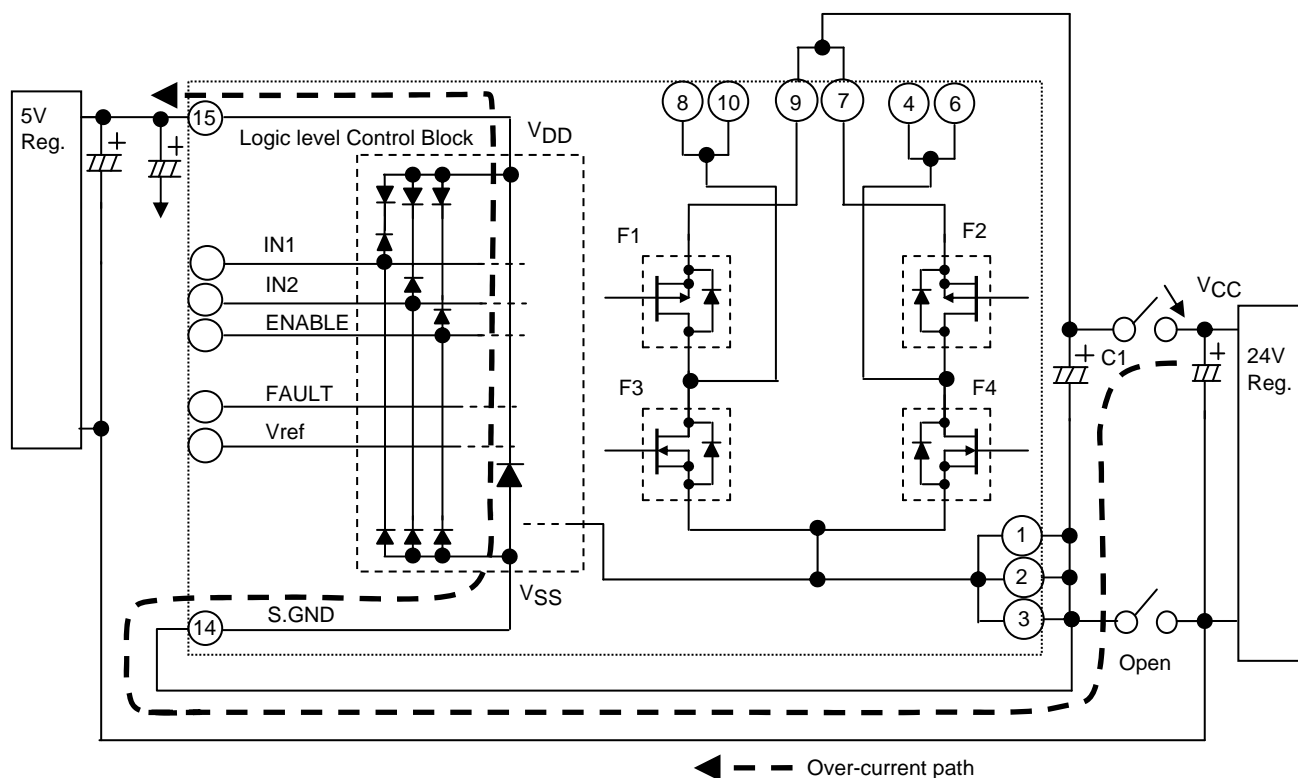 8
10
9
7
4
6
5V
Reg.
+
+
15
Logic level Control Block
VDD
IN1
IN2
ENABLE
FAULT
Vref
F1
F2
F3
F4
VCC
+
C1
+
24V
Reg.
1
2
3
VSS
S.GND
14
Open
Over-current path